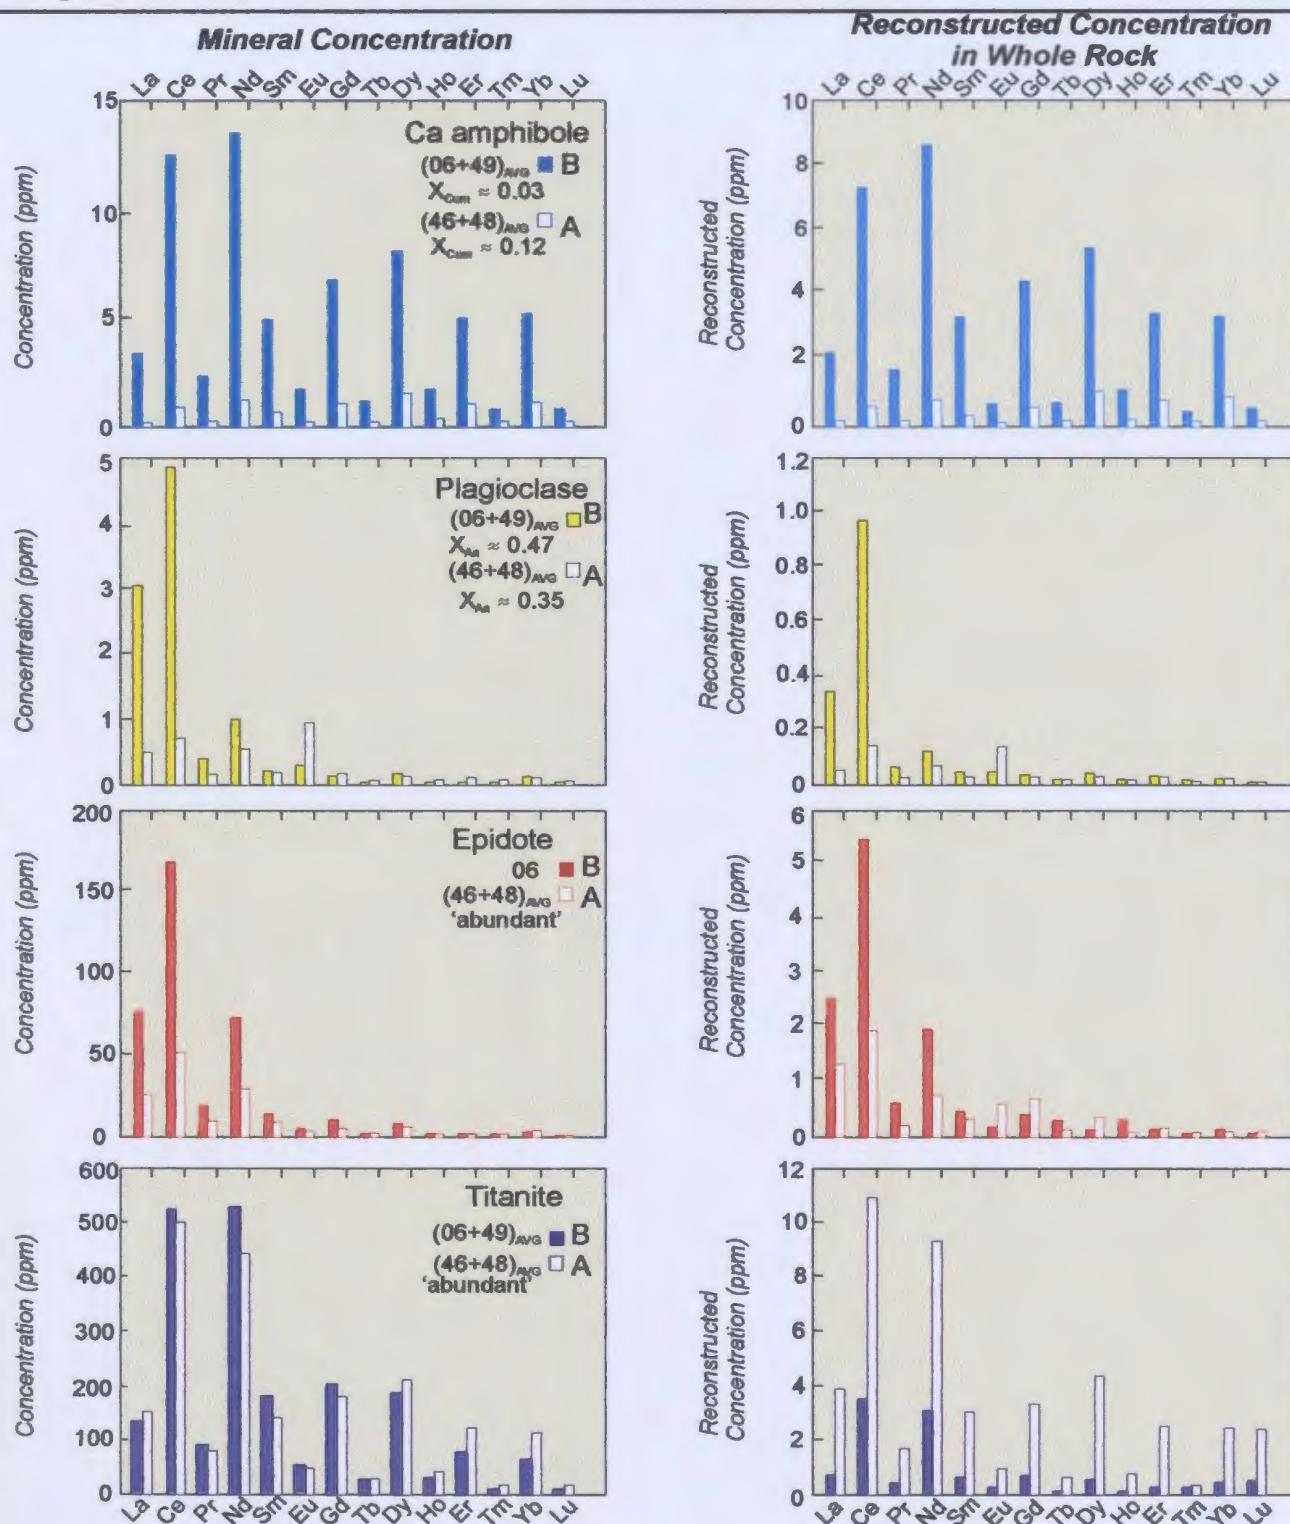 Mineral Concentration
Reconstructed Concentration
in Whole Rock
La Ce Pr Nd Sm Eu Gd Tb Dy Ho Er Tm Yb Lu
La Ce Pr Nd Sm Eu Gd Tb Dy Ho Er Tm Yb Lu
Concentration (ppm)
15
10
5
0
Ca amphibole
(06+49)AVG B
XCum ≈ 0.03
(46+48)AVG A
XCum ≈ 0.12
Reconstructed
Concentration (ppm)
10
8
6
4
2
0
Concentration (ppm)
5
4
3
2
1
0
Plagioclase
(06+49)AVG B
XAn ≈ 0.47
(46+48)AVG A
XAn ≈ 0.35
Reconstructed
Concentration (ppm)
1.2
1.0
0.8
0.6
0.4
0.2
0
Concentration (ppm)
200
150
100
50
0
Epidote
06 B
(46+48)AVG A
'abundant'
Reconstructed
Concentration (ppm)
6
5
4
3
2
1
0
Concentration (ppm)
600
500
400
300
200
100
0
Titanite
(06+49)AVG B
(46+48)AVG A
'abundant'
Reconstructed
Concentration (ppm)
12
10
8
6
4
2
0
La Ce Pr Nd Sm Eu Gd Tb Dy Ho Er Tm Yb Lu
La Ce Pr Nd Sm Eu Gd Tb Dy Ho Er Tm Yb Lu